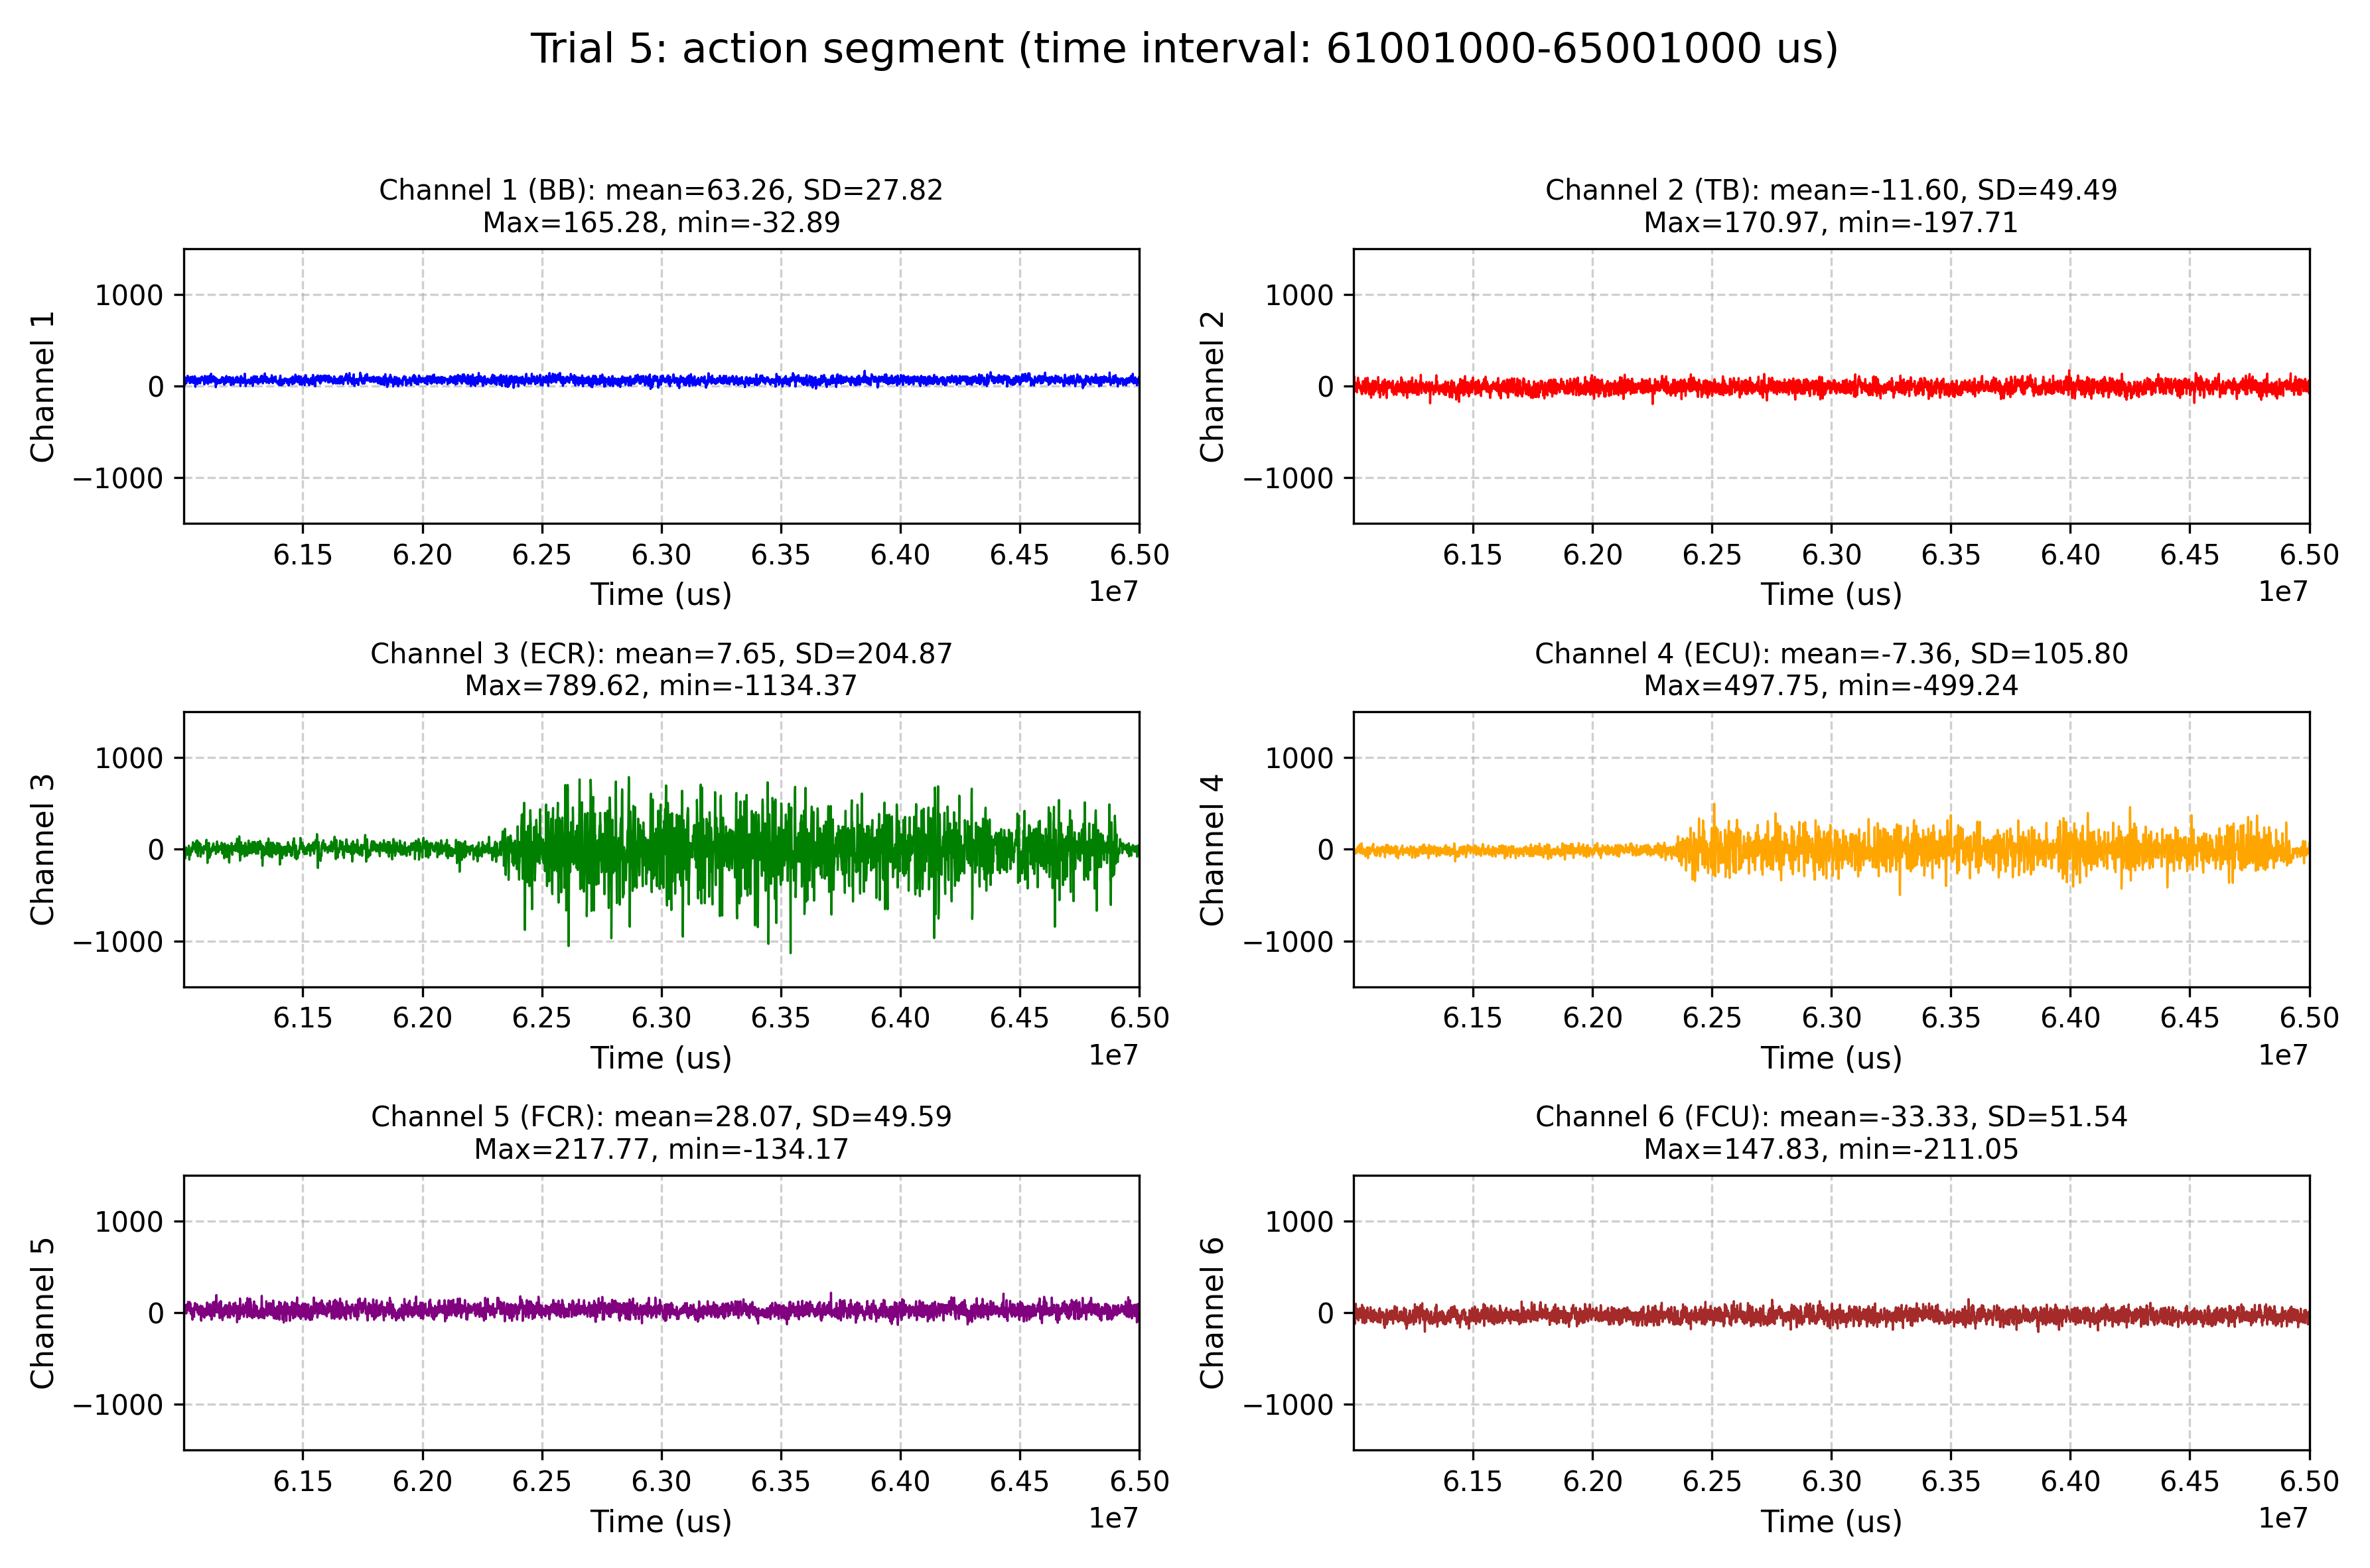 Trial 5: action segment (time interval: 61001000-65001000 us)
Channel 1 (BB): mean=63.26, SD=27.82
Max=165.28, min=-32.89
Channel 1
1000
0
−1000
6.15 6.20 6.25 6.30 6.35 6.40 6.45 6.50
Time (us)
1e7
Channel 2 (TB): mean=-11.60, SD=49.49
Max=170.97, min=-197.71
Channel 2
1000
0
−1000
6.15 6.20 6.25 6.30 6.35 6.40 6.45 6.50
Time (us)
1e7
Channel 3 (ECR): mean=7.65, SD=204.87
Max=789.62, min=-1134.37
Channel 3
1000
0
−1000
6.15 6.20 6.25 6.30 6.35 6.40 6.45 6.50
Time (us)
1e7
Channel 4 (ECU): mean=-7.36, SD=105.80
Max=497.75, min=-499.24
Channel 4
1000
0
−1000
6.15 6.20 6.25 6.30 6.35 6.40 6.45 6.50
Time (us)
1e7
Channel 5 (FCR): mean=28.07, SD=49.59
Max=217.77, min=-134.17
Channel 5
1000
0
−1000
6.15 6.20 6.25 6.30 6.35 6.40 6.45 6.50
Time (us)
1e7
Channel 6 (FCU): mean=-33.33, SD=51.54
Max=147.83, min=-211.05
Channel 6
1000
0
−1000
6.15 6.20 6.25 6.30 6.35 6.40 6.45 6.50
Time (us)
1e7